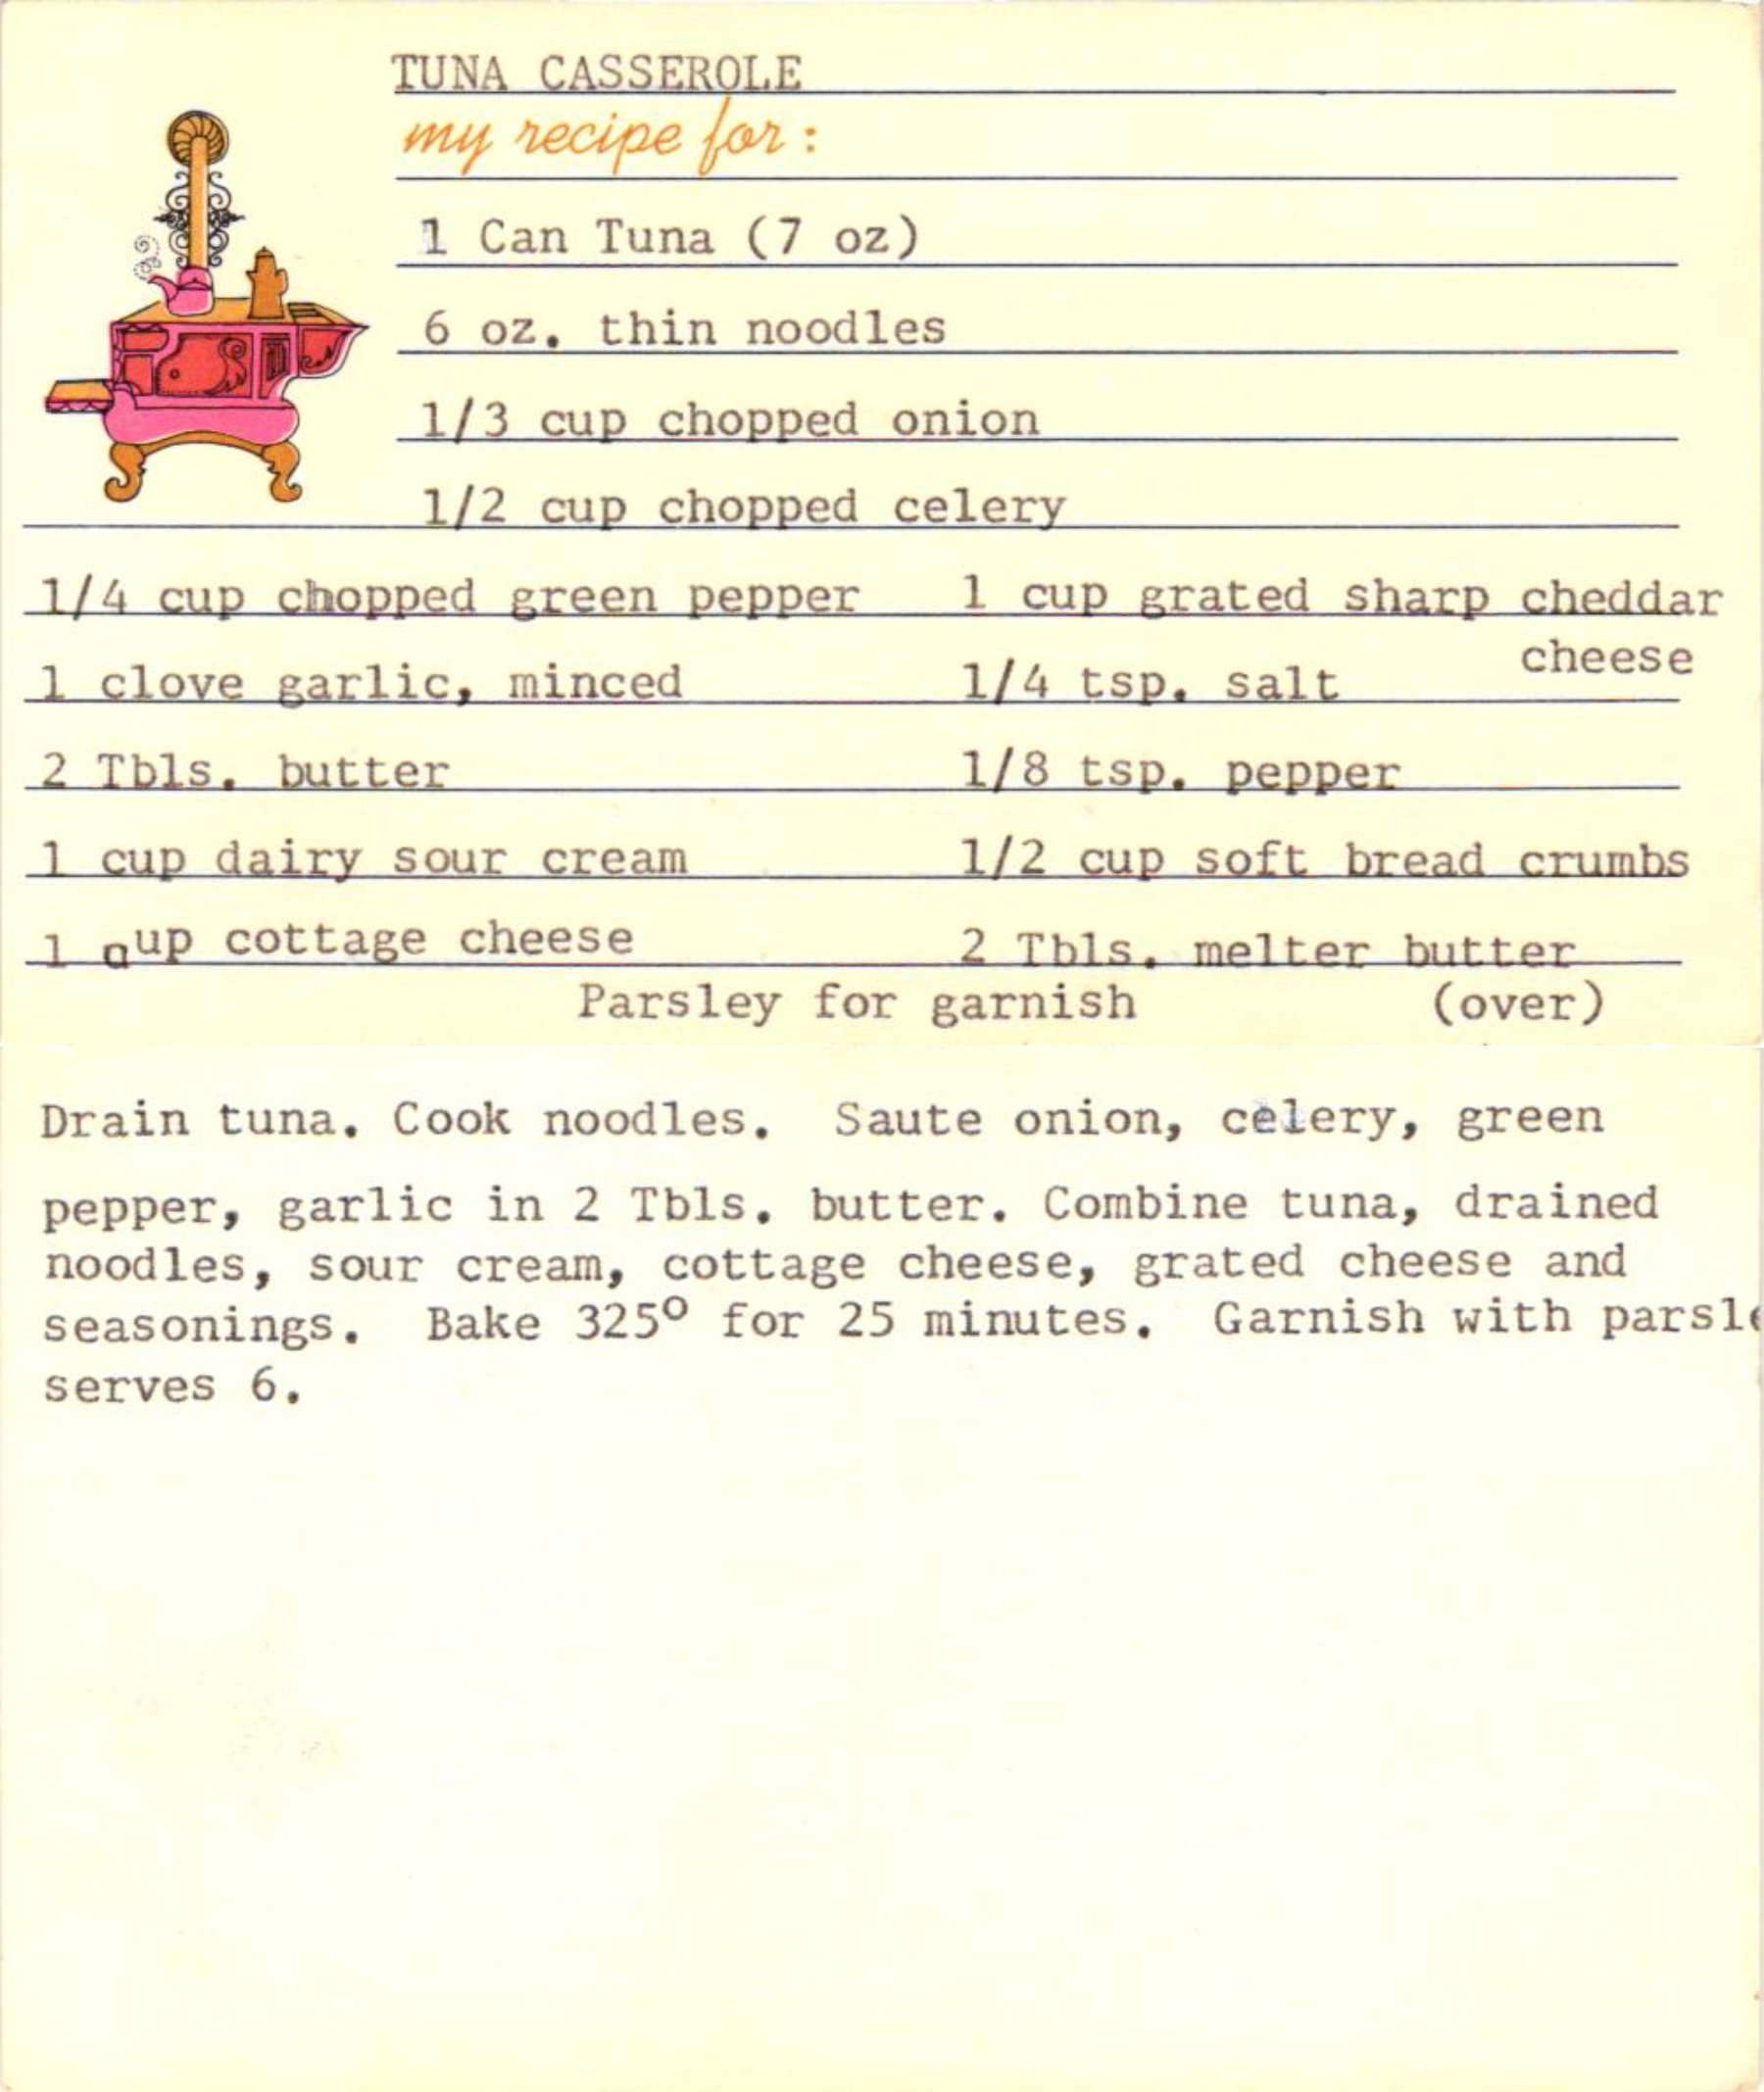 TUNA CASSEROLE
my recipe for:
1 Can Tuna (7 oz)
6 oz. thin noodles
1/3 cup chopped onion
1/2 cup chopped celery
1/4 cup chopped green pepper
1 clove garlic, minced
2 Tbls. butter
1 cup dairy sour cream
1 cup cottage cheese
1 cup grated sharp cheddar
cheese
1/4 tsp. salt
1/8 tsp. pepper
1/2 cup soft bread crumbs
2 Tbls. melter butter
Parsley for garnish (over)
Drain tuna. Cook noodles. Saute onion, celery, green
pepper, garlic in 2 Tbls. butter. Combine tuna, drained
noodles, sour cream, cottage cheese, grated cheese and
seasonings. Bake 325° for 25 minutes. Garnish with parsle
serves 6.